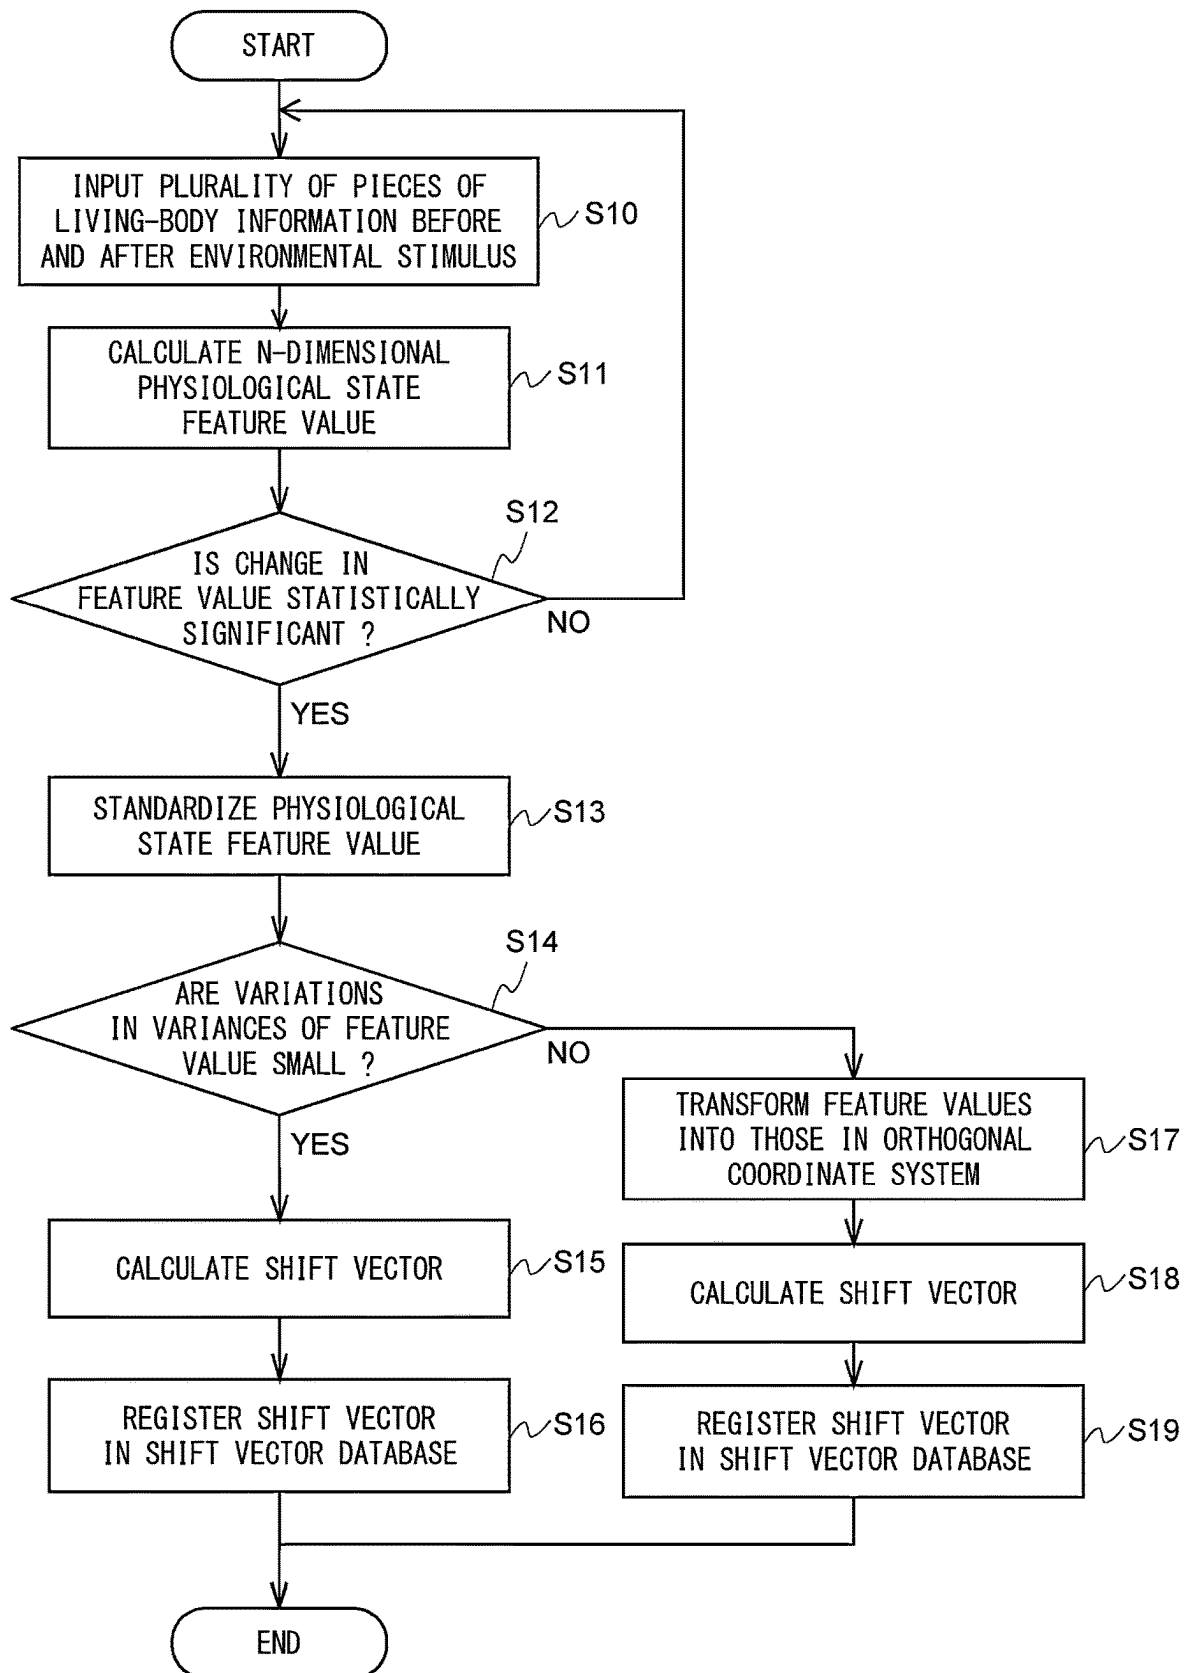 START
INPUT PLURALITY OF PIECES OF
LIVING-BODY INFORMATION BEFORE
AND AFTER ENVIRONMENTAL STIMULUS
S10
CALCULATE N-DIMENSIONAL
PHYSIOLOGICAL STATE
FEATURE VALUE
S11
S12
IS CHANGE IN
FEATURE VALUE STATISTICALLY
SIGNIFICANT ?
NO
YES
STANDARDIZE PHYSIOLOGICAL
STATE FEATURE VALUE
S13
S14
ARE VARIATIONS
IN VARIANCES OF FEATURE
VALUE SMALL ?
NO
YES
TRANSFORM FEATURE VALUES
INTO THOSE IN ORTHOGONAL
COORDINATE SYSTEM
S17
CALCULATE SHIFT VECTOR
S15
CALCULATE SHIFT VECTOR
S18
REGISTER SHIFT VECTOR
IN SHIFT VECTOR DATABASE
S16
REGISTER SHIFT VECTOR
IN SHIFT VECTOR DATABASE
S19
END